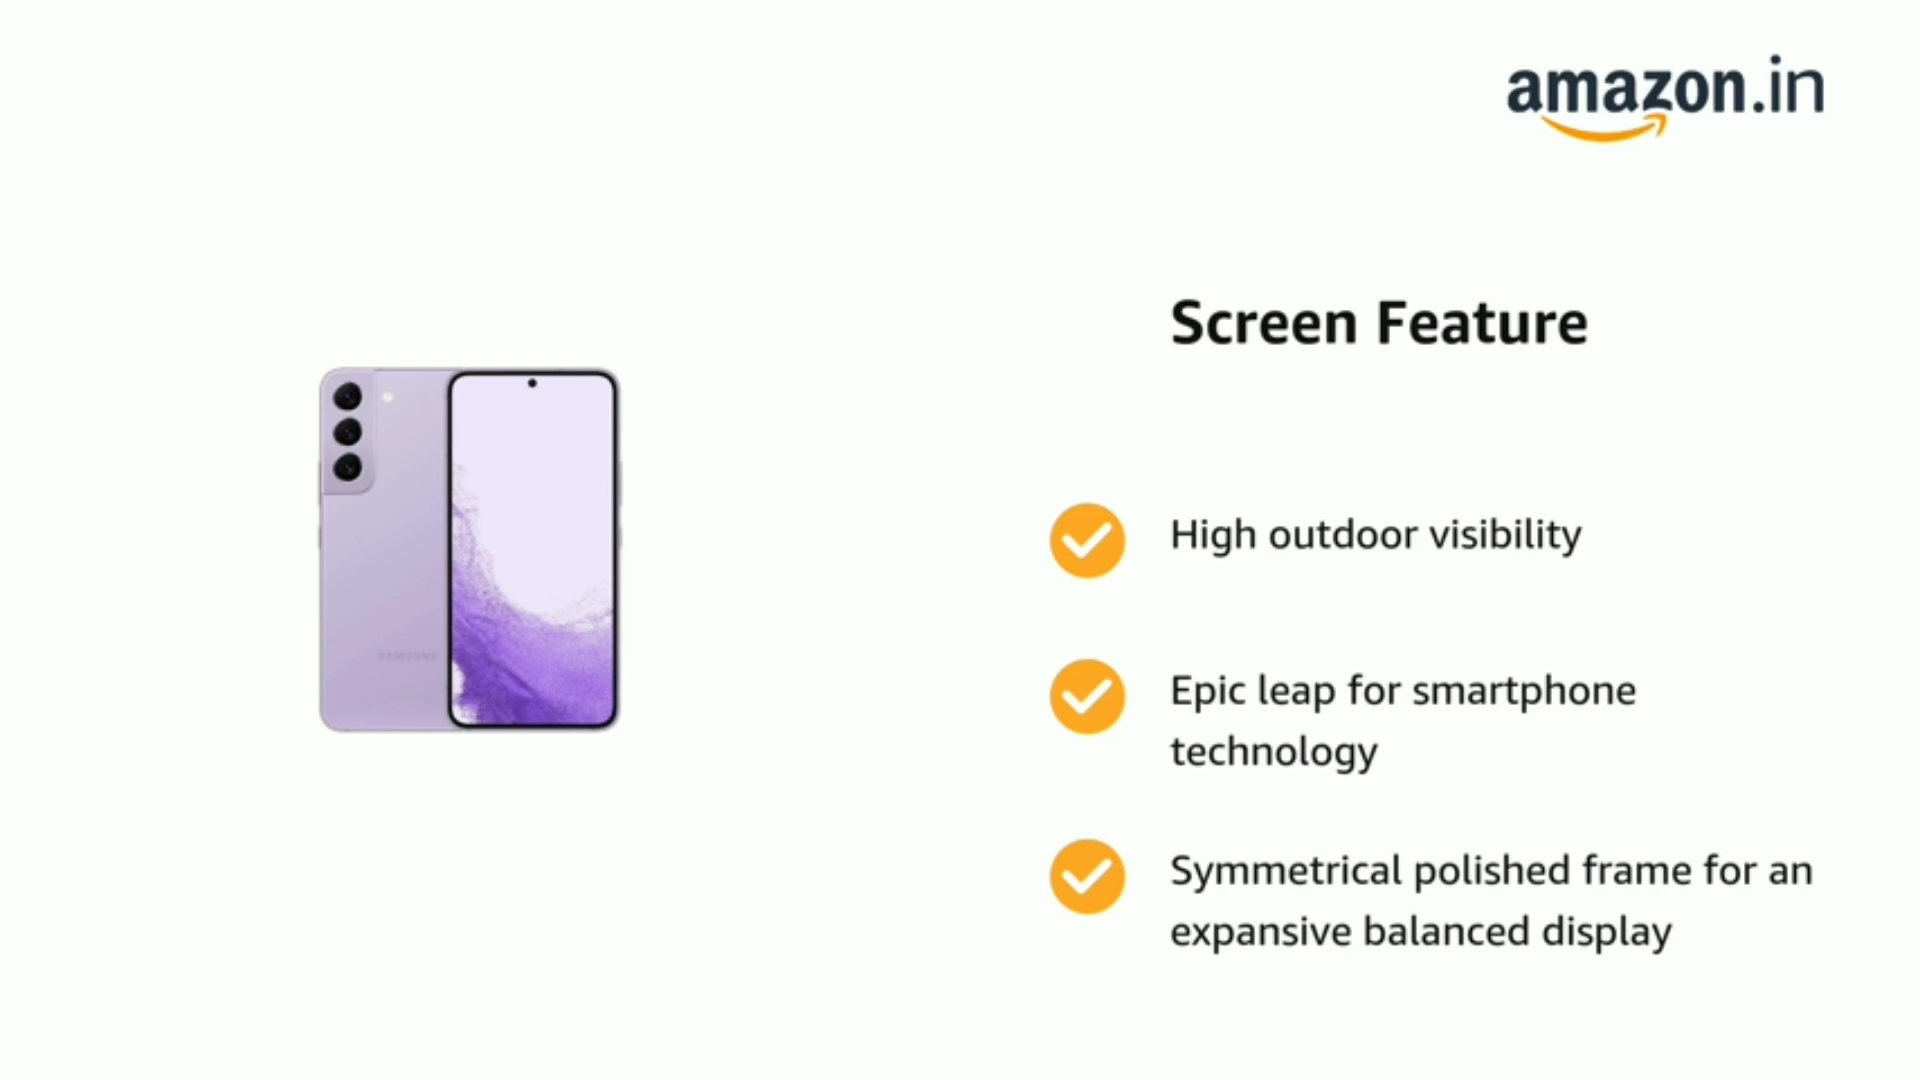 amazon.in
Screen Feature
High outdoor visibility
Epic leap for smartphone
technology
Symmetrical polished frame for an
expansive balanced display
SAMSUNG